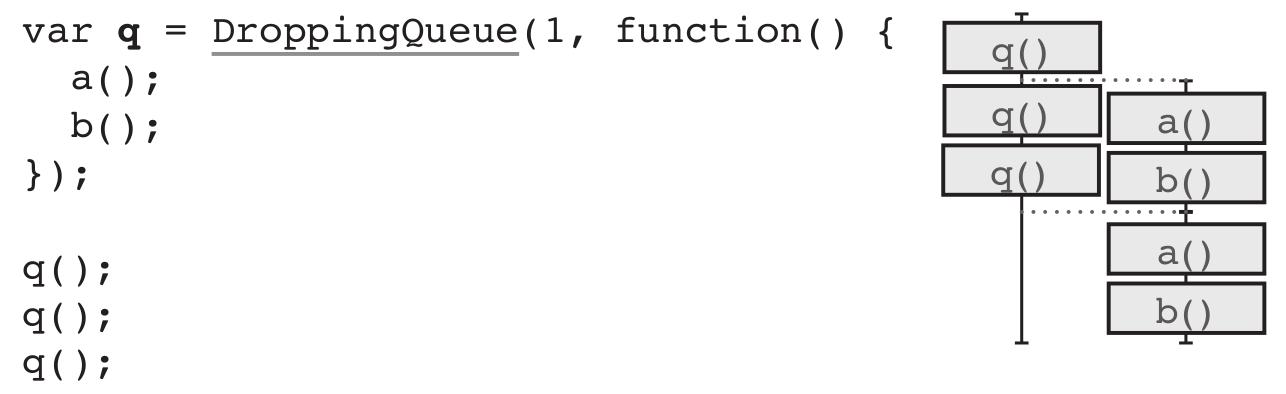 var q = DroppingQueue(1, function() {
  a();
  b();
});

q();
q();
q();
q()
q()
q()
a()
b()
a()
b()